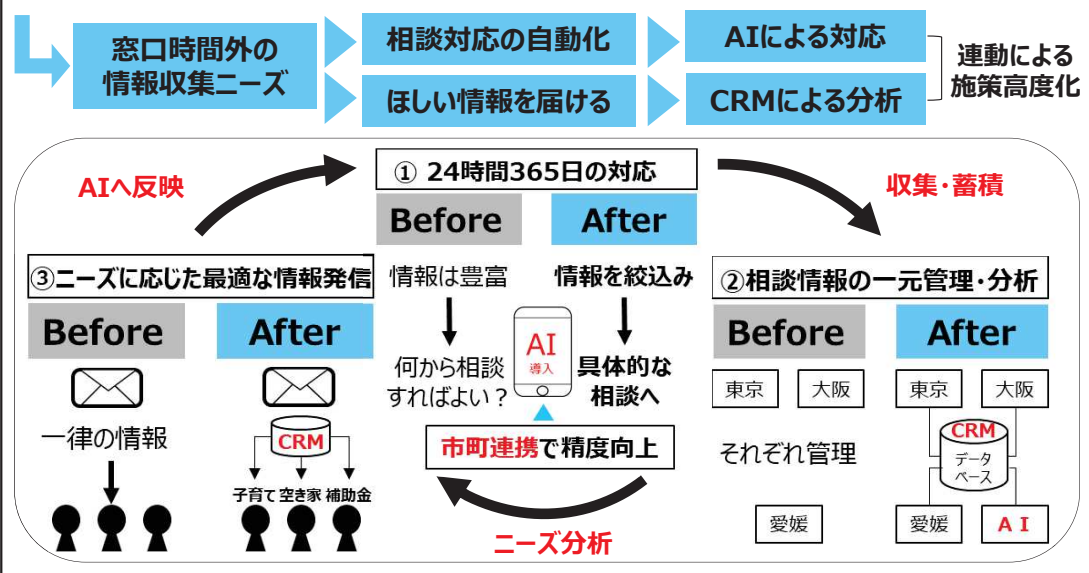 窓口時間外の
情報収集ニーズ
相談対応の自動化
ほしい情報を届ける
AIによる対応
CRMによる分析
連動による
施策高度化
AIへ反映
① 24時間365日の対応
収集・蓄積
Before
After
情報は豊富
何から相談
すればよい？
AI
導入
情報を絞込み
具体的な
相談へ
市町連携で精度向上
②相談情報の一元管理・分析
Before
After
東京
大阪
それぞれ管理
愛媛
東京
大阪
CRM
データ
ベース
愛媛
AI
ニーズ分析
③ニーズに応じた最適な情報発信
Before
After
一律の情報
CRM
子育て 空き家 補助金